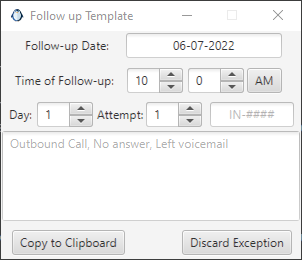 Follow up Template
Follow-up Date: 06-07-2022
Time of Follow-up: 10 0 AM
Day: 1 Attempt: 1 IN-####
Outbound Call, No answer, Left voicemail
Copy to Clipboard Discard Exception